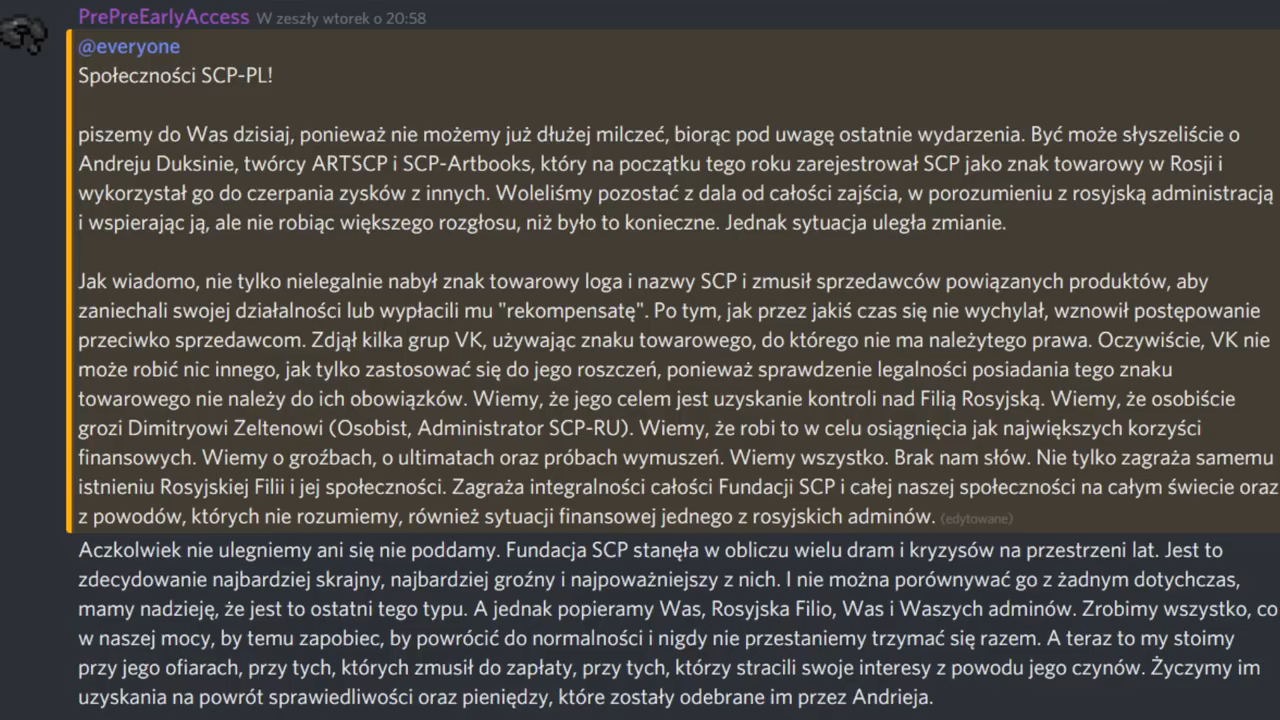 PrePreEarlyAccess W zeszły wtorek o 20:58
@everyone
Społeczności SCP-PL!
piszemy do Was dzisiaj, ponieważ nie możemy już dłużej milczeć, biorąc pod uwagę ostatnie wydarzenia. Być może słyszeliście o
Andreju Duksinie, twórcy ARTSCP i SCP-Artbooks, który na początku tego roku zarejestrował SCP jako znak towarowy w Rosji i
wykorzystał go do czerpania zysków z innych. Woleliśmy pozostać z dala od całości zajścia, w porozumieniu z rosyjską administracją
i wspierając ją, ale nie robiąc większego rozgłosu, niż było to konieczne. Jednak sytuacja uległa zmianie.
Jak wiadomo, nie tylko nielegalnie nabył znak towarowy loga i nazwy SCP i zmusił sprzedawców powiązanych produktów, aby
zaniechali swojej działalności lub wypłacili mu "rekompensatę". Po tym, jak przez jakiś czas się nie wychylał, wznowił postępowanie
przeciwko sprzedawcom. Zdjął kilka grup VK, używając znaku towarowego, do którego nie ma należytego prawa. Oczywiście, VK nie
może robić nic innego, jak tylko zastosować się do jego roszczeń, ponieważ sprawdzenie legalności posiadania tego znaku
towarowego nie należy do ich obowiązków. Wiemy, że jego celem jest uzyskanie kontroli nad Filią Rosyjską. Wiemy, że osobiście
grozi Dimitryowi Zeltenowi (Osobist, Administrator SCP-RU). Wiemy, że robi to w celu osiągnięcia jak największych korzyści
finansowych. Wiemy o groźbach, o ultimatach oraz próbach wymuszeń. Wiemy wszystko. Brak nam słów. Nie tylko zagraża samemu
istnieniu Rosyjskiej Filii i jej społeczności. Zagraża integralności całości Fundacji SCP i całej naszej społeczności na całym świecie oraz
z powodów, których nie rozumiemy, również sytuacji finansowej jednego z rosyjskich adminów. (edytowane)
Aczkolwiek nie ulegniemy ani się nie poddamy. Fundacja SCP stanęła w obliczu wielu dram i kryzysów na przestrzeni lat. Jest to
zdecydowanie najbardziej skrajny, najbardziej groźny i najpoważniejszy z nich. I nie można porównywać go z żadnym dotychczas,
mamy nadzieję, że jest to ostatni tego typu. A jednak popieramy Was, Rosyjska Filio, Was i Waszych adminów. Zrobimy wszystko, co
w naszej mocy, by temu zapobiec, by powrócić do normalności i nigdy nie przestaniemy trzymać się razem. A teraz to my stoimy
przy jego ofiarach, przy tych, których zmusił do zapłaty, przy tych, którzy stracili swoje interesy z powodu jego czynów. Życzymy im
uzyskania na powrót sprawiedliwości oraz pieniędzy, które zostały odebrane im przez Andrieja.